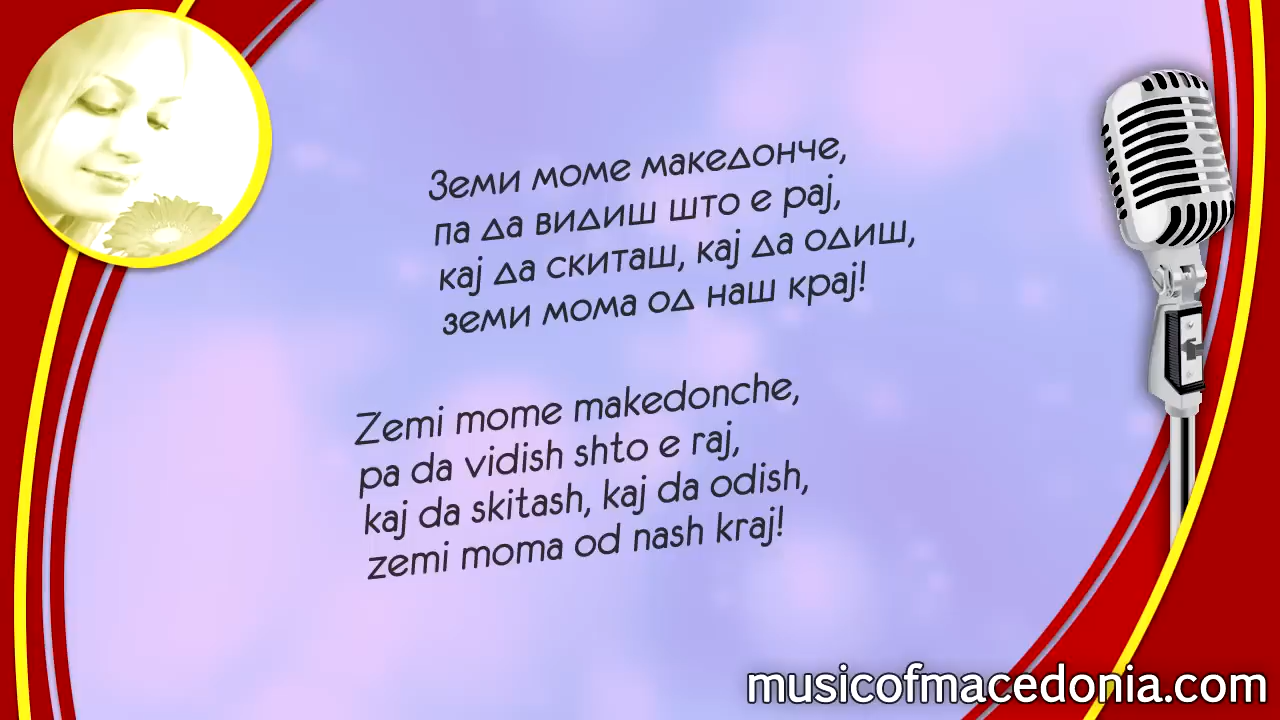 Земи моме македонче,
па да видиш што е рај,
кај да скиташ, кај да одиш,
земи мома од наш крај!
Zemi mome makedonche,
pa da vidish shto e raj,
kaj da skitash, kaj da odish,
zemi moma od nash kraj!
musicofmacedonia.com